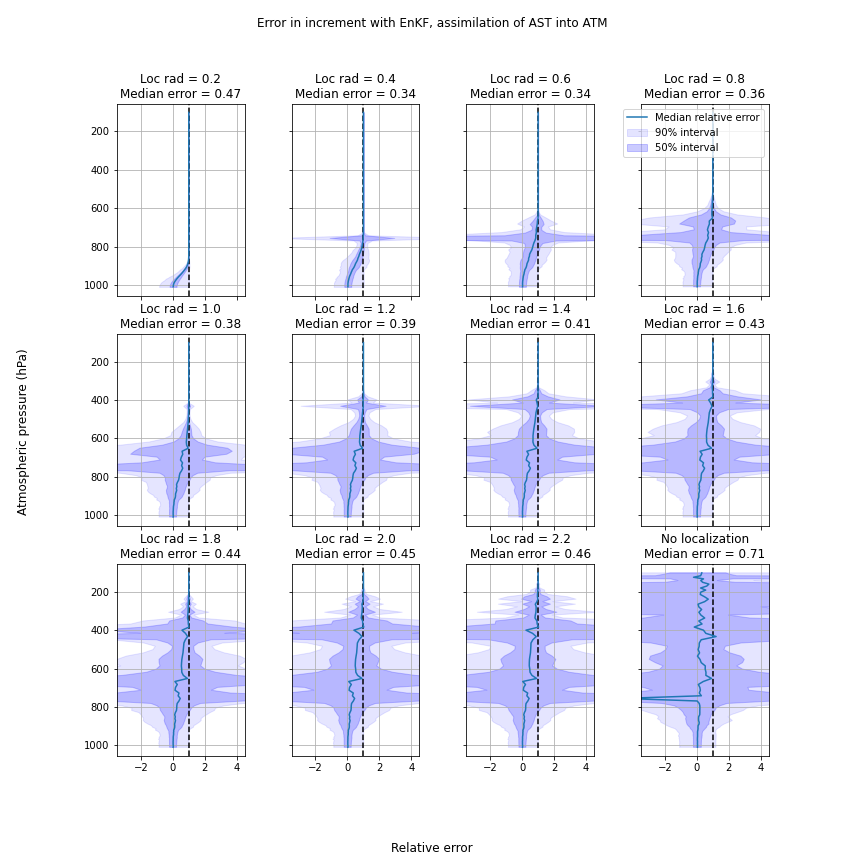 Error in increment with EnKF, assimilation of AST into ATM
Loc rad = 0.2
Median error = 0.47
Loc rad = 0.4
Median error = 0.34
Loc rad = 0.6
Median error = 0.34
Loc rad = 0.8
Median error = 0.36
Median relative error
90% interval
50% interval
200
400
600
800
1000
Loc rad = 1.0
Median error = 0.38
Loc rad = 1.2
Median error = 0.39
Loc rad = 1.4
Median error = 0.41
Loc rad = 1.6
Median error = 0.43
200
400
600
800
1000
Atmospheric pressure (hPa)
Loc rad = 1.8
Median error = 0.44
Loc rad = 2.0
Median error = 0.45
Loc rad = 2.2
Median error = 0.46
No localization
Median error = 0.71
200
400
600
800
1000
−2 0 2 4
−2 0 2 4
−2 0 2 4
−2 0 2 4
Relative error